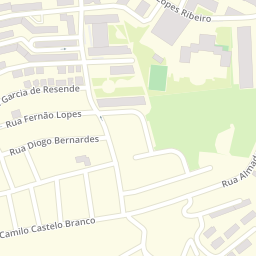 Lopes Ribeiro
Garcia de Resende
Rua Fernão Lopes
Rua Diogo Bernardes
Rua Almad
Camilo Castelo Branco